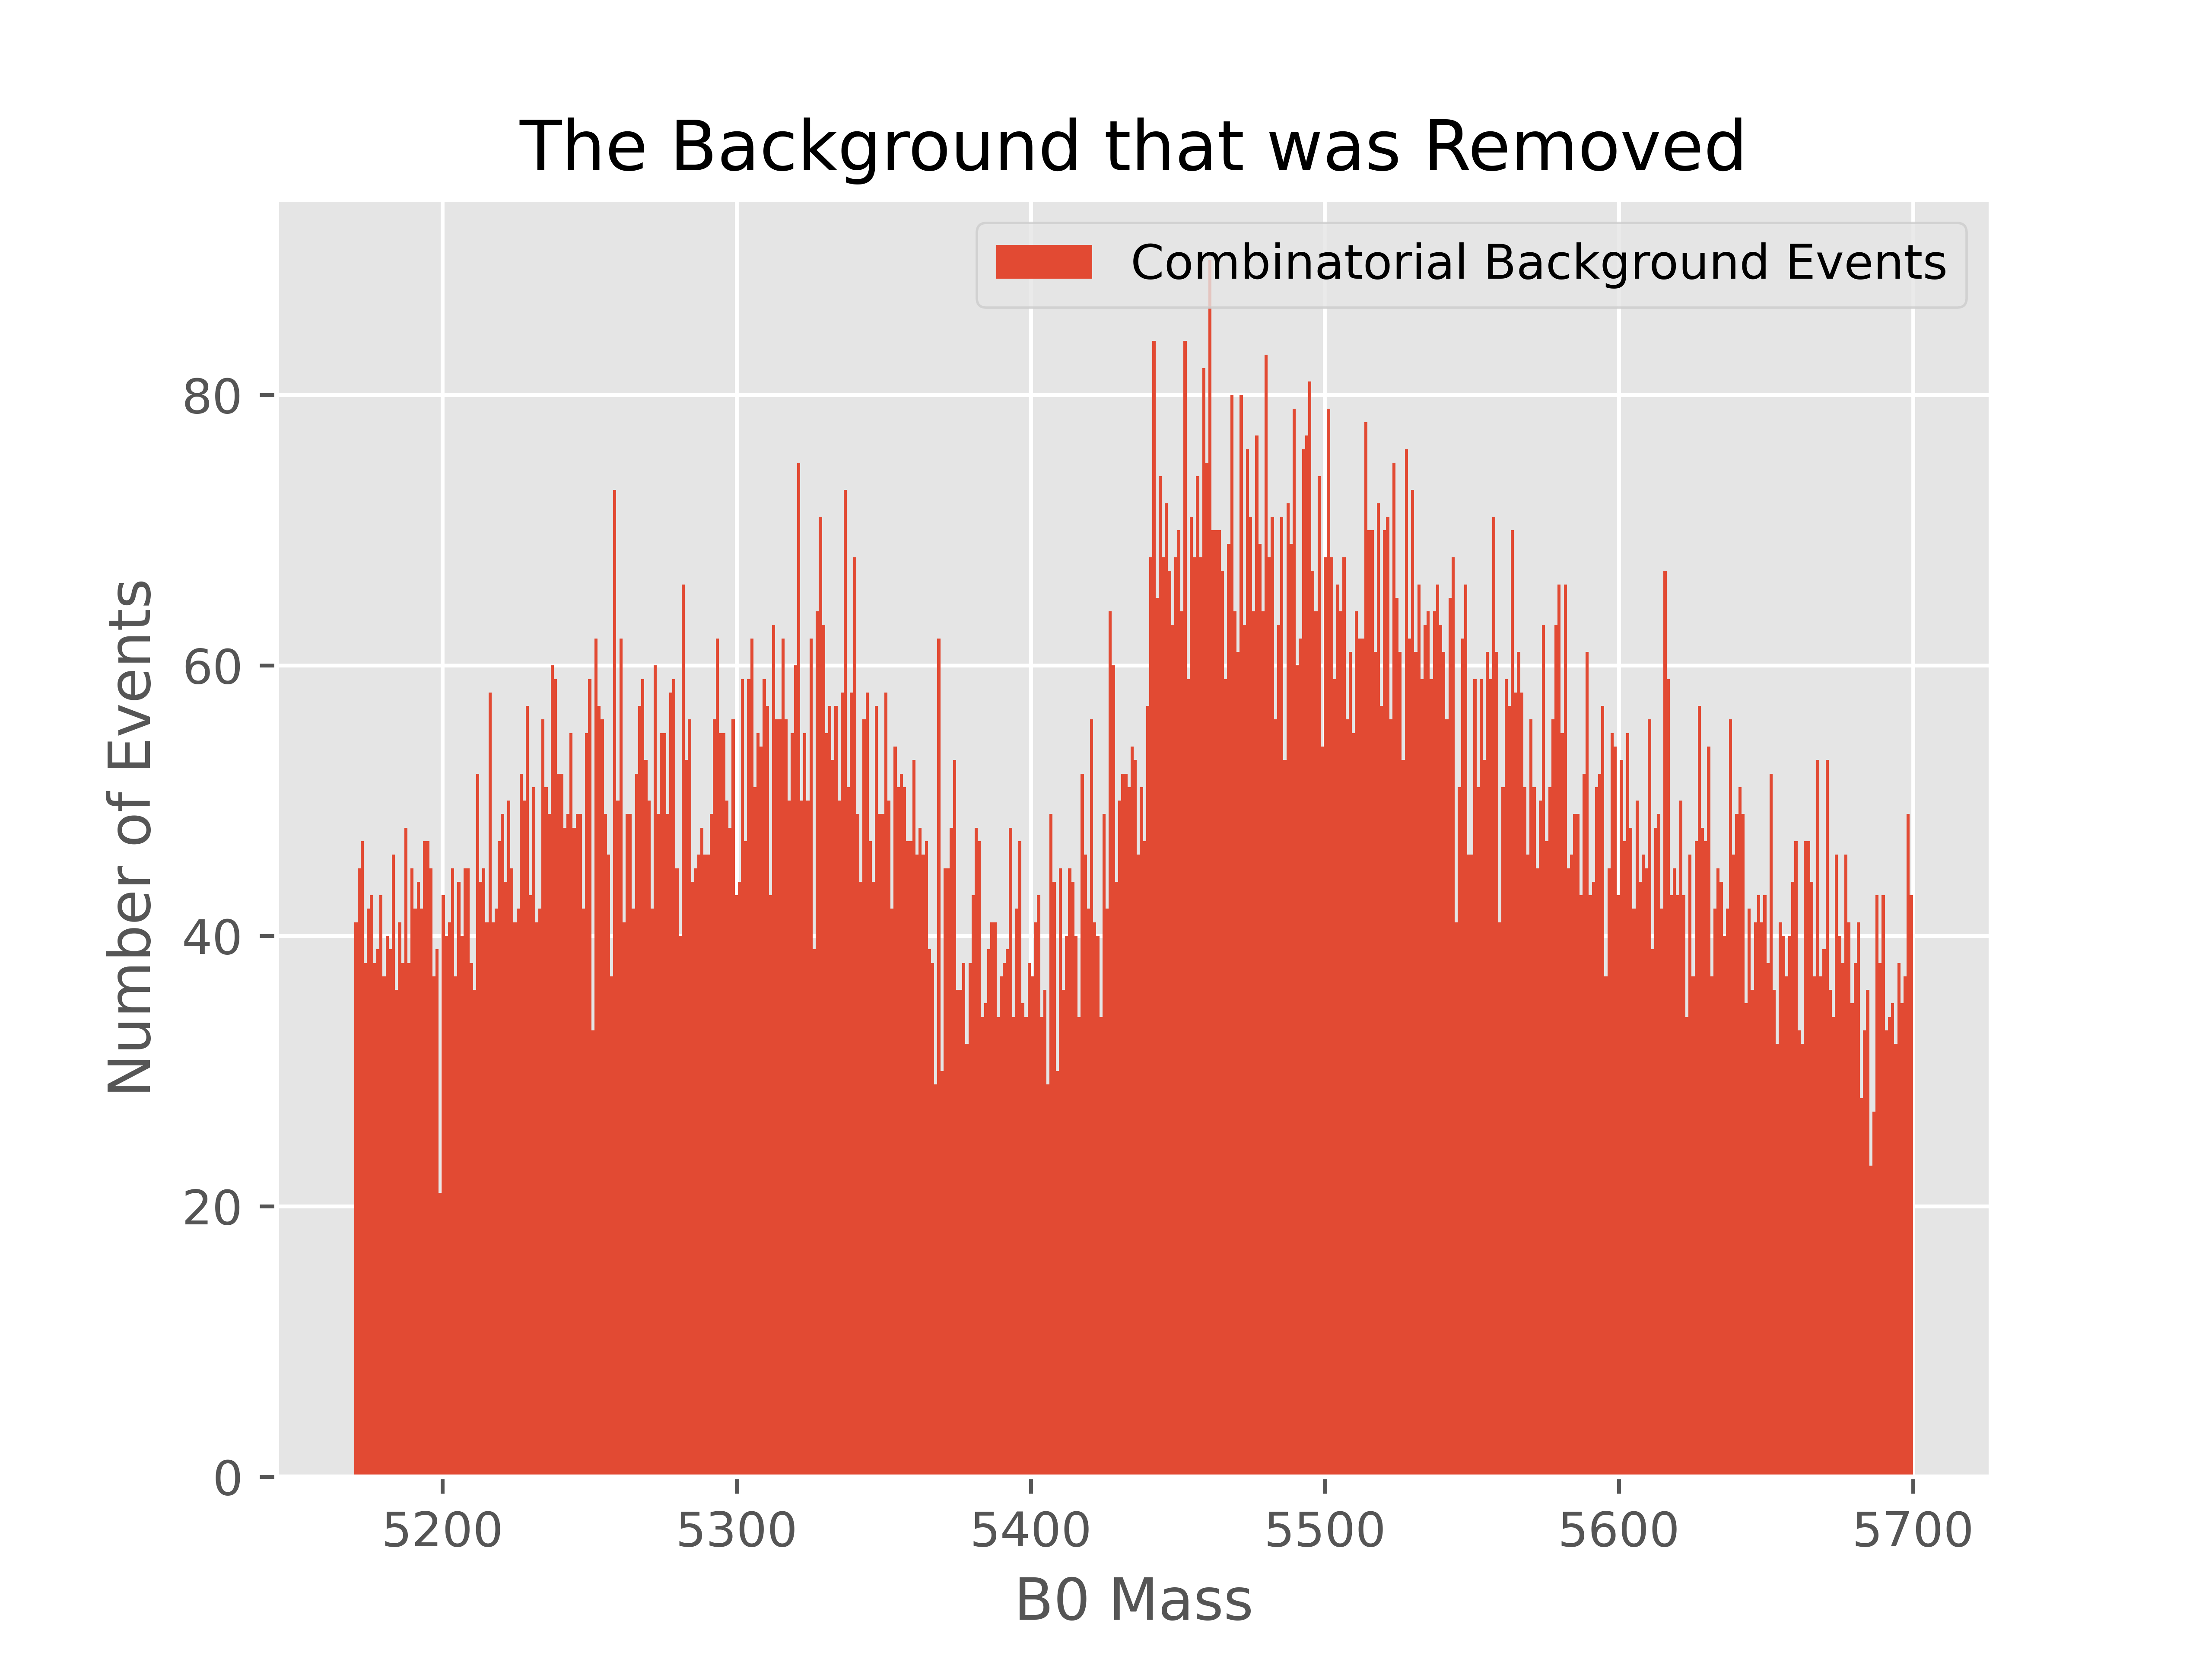 The Background that was Removed
Combinatorial Background Events
80
60
40
20
0
Number of Events
5200 5300 5400 5500 5600 5700
B0 Mass